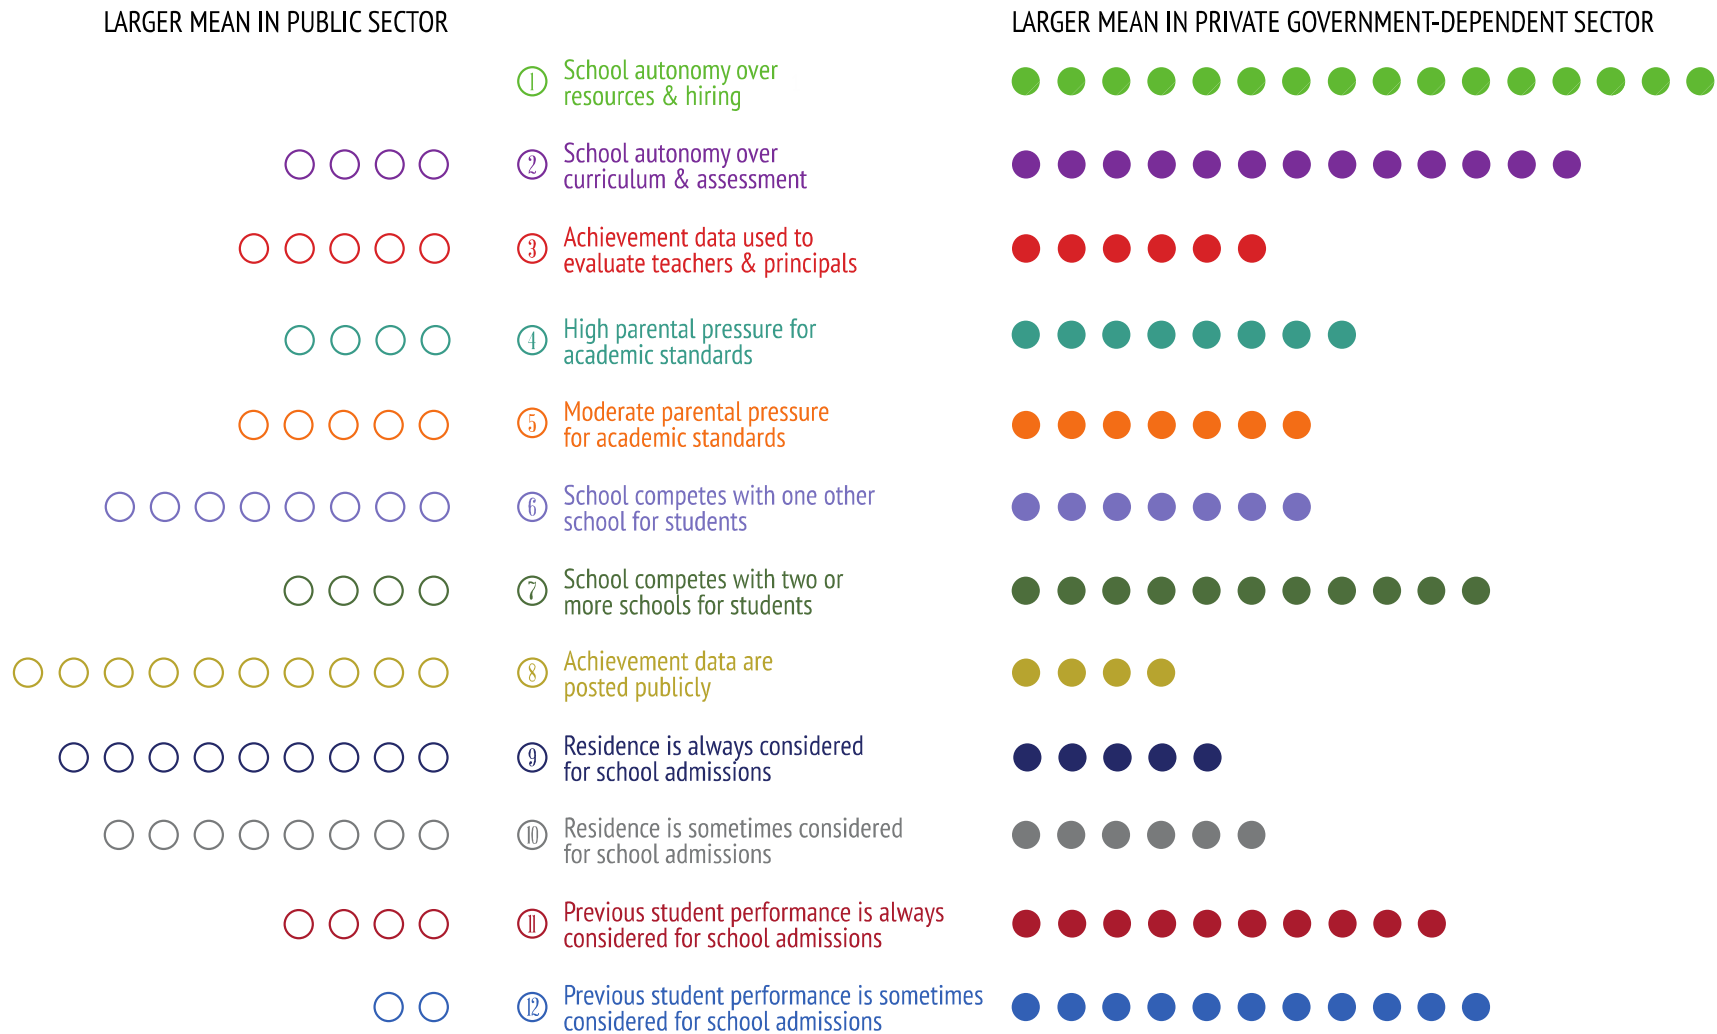 LARGER MEAN IN PUBLIC SECTOR
LARGER MEAN IN PRIVATE GOVERNMENT-DEPENDENT SECTOR
1 School autonomy over
resources & hiring
2 School autonomy over
curriculum & assessment
3 Achievement data used to
evaluate teachers & principals
4 High parental pressure for
academic standards
5 Moderate parental pressure
for academic standards
6 School competes with one other
school for students
7 School competes with two or
more schools for students
8 Achievement data are
posted publicly
9 Residence is always considered
for school admissions
10 Residence is sometimes considered
for school admissions
11 Previous student performance is always
considered for school admissions
12 Previous student performance is sometimes
considered for school admissions